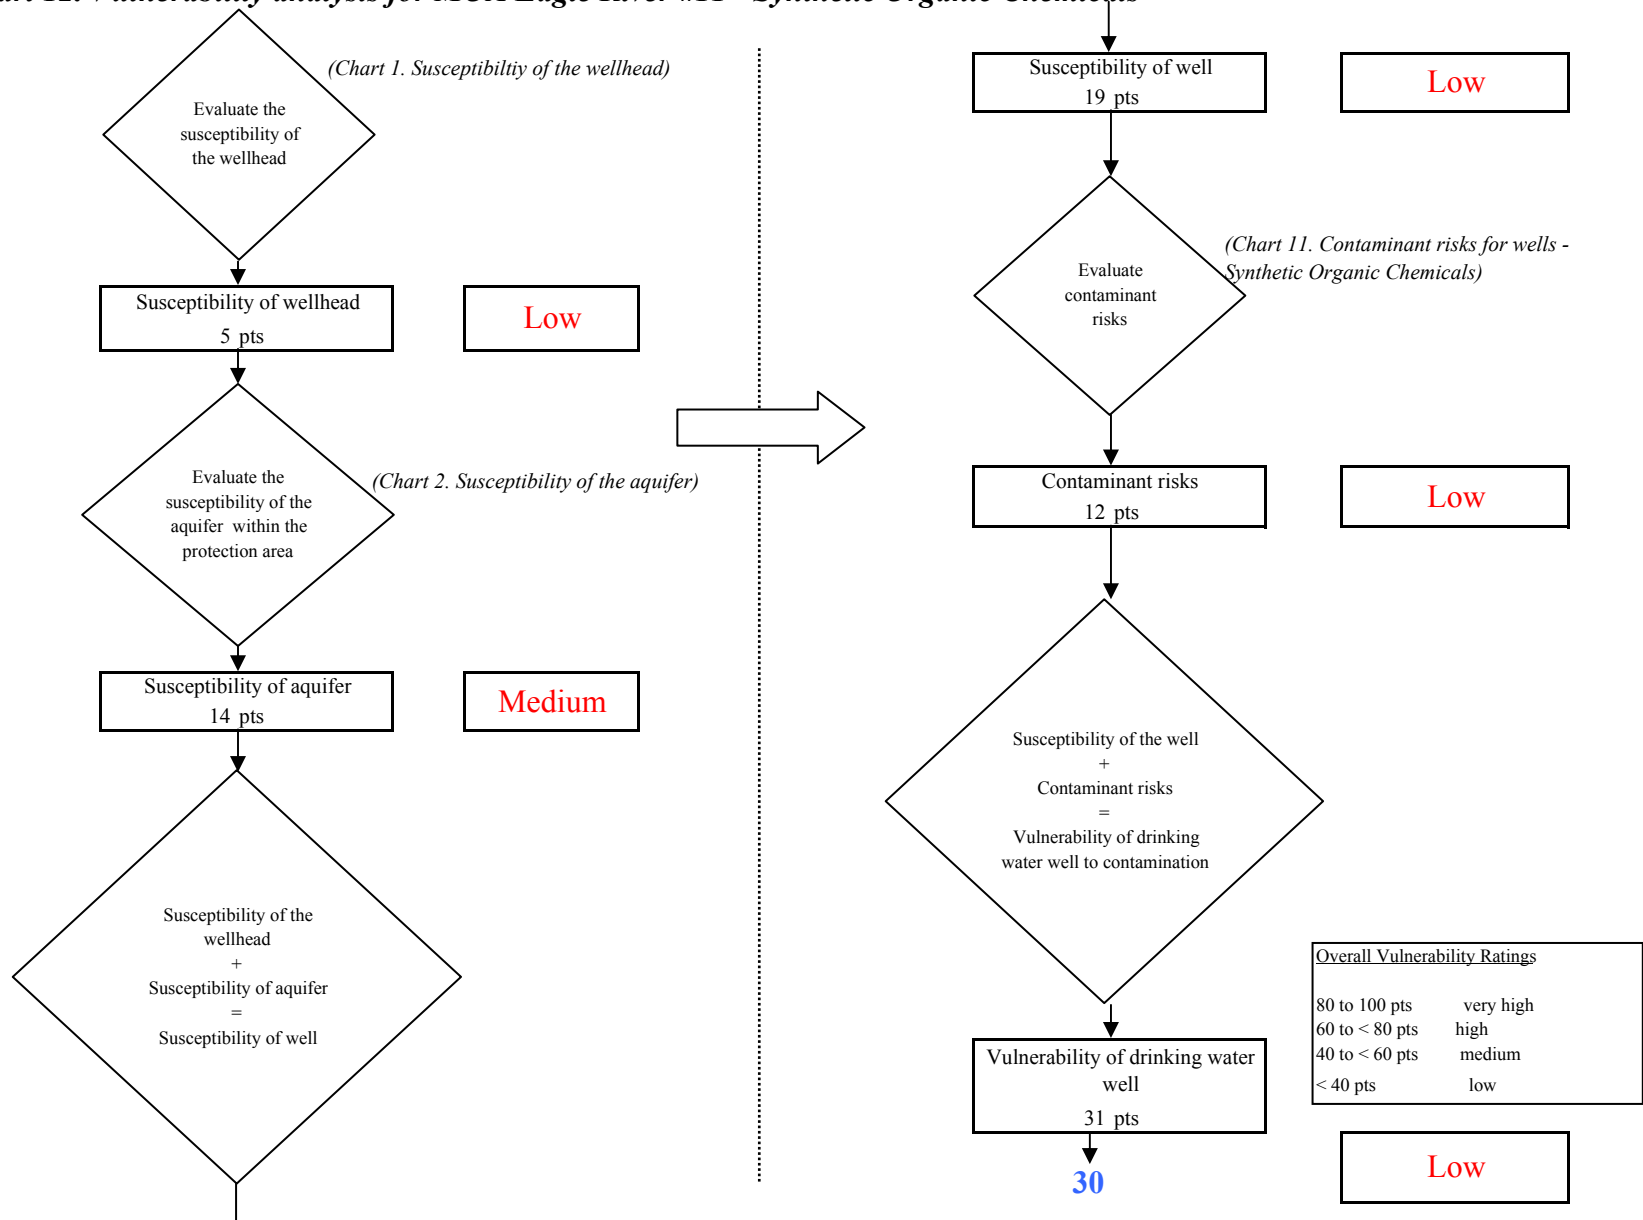 (Chart 1. Susceptibiltiy of the wellhead)
Evaluate the
susceptibility of
the wellhead
Susceptibility of wellhead
5 pts
Low
Evaluate the
susceptibility of the
aquifer within the
protection area
(Chart 2. Susceptibility of the aquifer)
Susceptibility of aquifer
14 pts
Medium
Susceptibility of the
wellhead
+
Susceptibility of aquifer
=
Susceptibility of well
Susceptibility of well
19 pts
Low
Evaluate
contaminant
risks
(Chart 11. Contaminant risks for wells -
Synthetic Organic Chemicals)
Contaminant risks
12 pts
Low
Susceptibility of the well
+
Contaminant risks
=
Vulnerability of drinking
water well to contamination
Vulnerability of drinking water
well
31 pts
30
Overall Vulnerability Ratings
80 to 100 pts very high
60 to < 80 pts high
40 to < 60 pts medium
< 40 pts low
Low